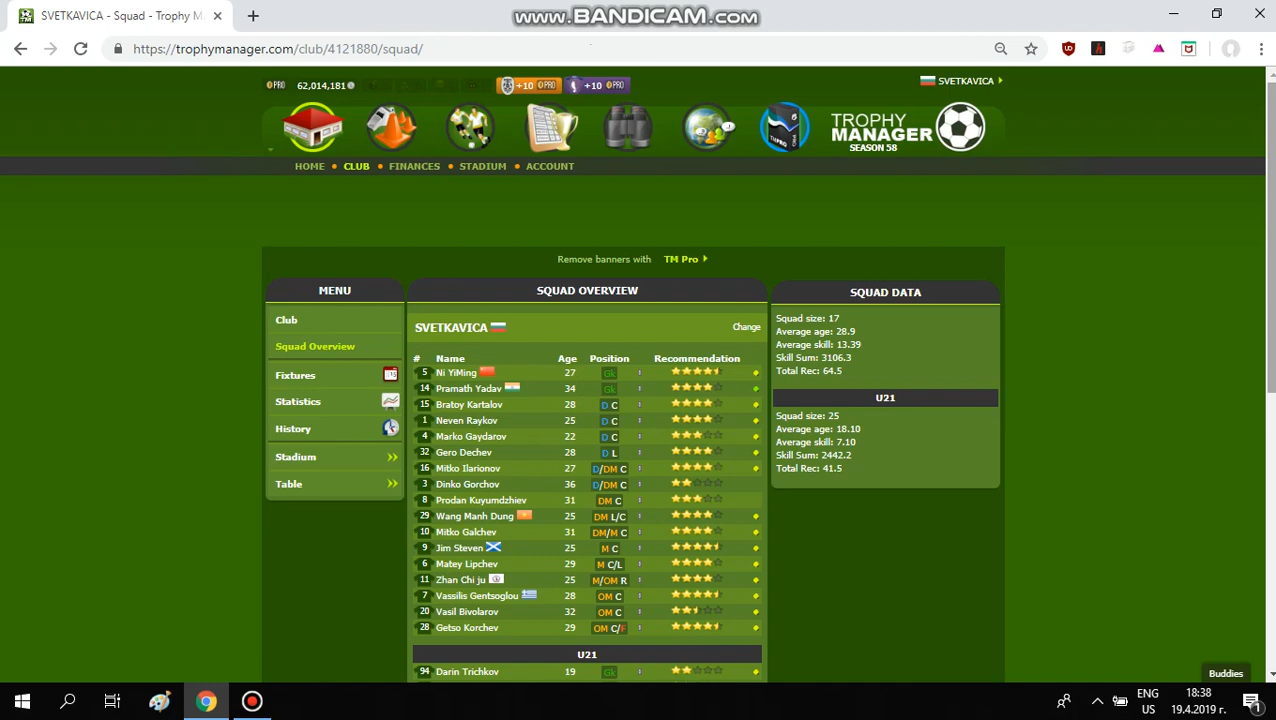 SVETKAVICA - Squad - Trophy Ma
www.BANDICAM.com
https://trophymanager.com/club/4121880/squad/
PRO 62,014,181 +10 PRO +10 PRO
SVETKAVICA
TROPHY
MANAGER
SEASON 58
HOME • CLUB • FINANCES • STADIUM • ACCOUNT
Remove banners with TM Pro
MENU
Club
Squad Overview
Fixtures
Statistics
History
Stadium
Table
SQUAD OVERVIEW
SVETKAVICA Change
# Name Age Position Recommendation
5 Ni YiMing 27 Gk
14 Pramath Yadav 34 Gk
15 Bratoy Kartalov 28 D C
1 Neven Raykov 25 D C
4 Marko Gaydarov 22 D C
32 Gero Dechev 28 D L
16 Mitko Ilarionov 27 D/DM C
3 Dinko Gorchov 36 D/DM C
8 Prodan Kuyumdzhiev 31 DM C
29 Wang Manh Dung 25 DM L/C
10 Mitko Galchev 31 DM/M C
9 Jim Steven 25 M C
6 Matey Lipchev 29 M C/L
11 Zhan Chi ju 25 M/OM R
7 Vassilis Gentsoglou 28 OM C
20 Vasil Bivolarov 32 OM C
28 Getso Korchev 29 OM C/F
U21
94 Darin Trichkov 19 Gk
SQUAD DATA
Squad size: 17
Average age: 28.9
Average skill: 13.39
Skill Sum: 3106.3
Total Rec: 64.5
U21
Squad size: 25
Average age: 18.10
Average skill: 7.10
Skill Sum: 2442.2
Total Rec: 41.5
Buddies
ENG
US
18:38
19.4.2019 г.
1